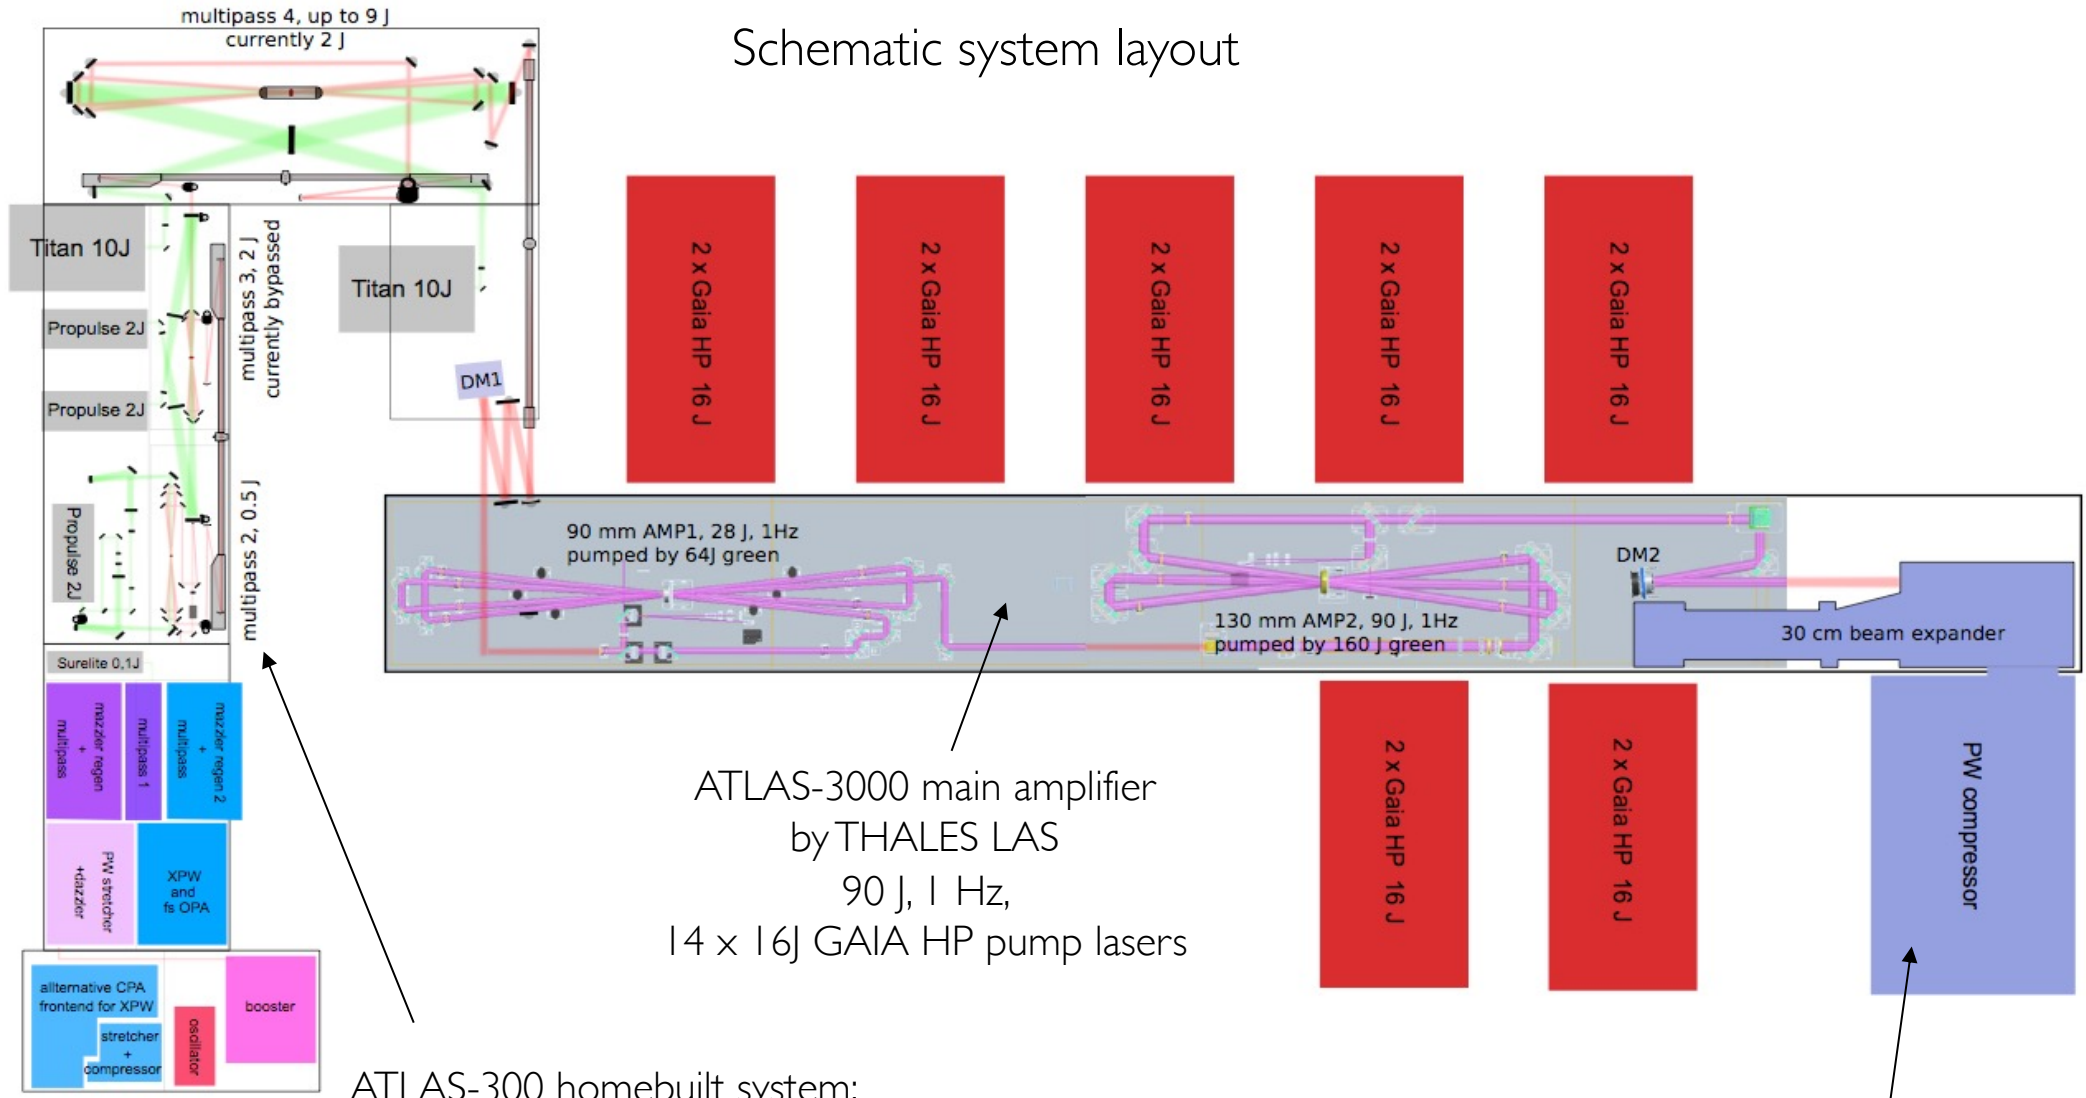 Schematic system layout
multipass 4, up to 9 J
currently 2 J
Titan 10J
Propulse 2J
Propulse 2J
multipass 3, 2 J
currently bypassed
Titan 10J
DM1
Propulse 2J
multipass 2, 0.5 J
Surelite 0,1J
mazzler regen
+
multipass
multipass 1
mazzler regen 2
+
multipass
PW stretcher
+dazzler
XPW
and
fs OPA
allternative CPA
frontend for XPW
stretcher
+
compressor
oscillator
booster
2 x Gaia HP 16 J
2 x Gaia HP 16 J
2 x Gaia HP 16 J
2 x Gaia HP 16 J
2 x Gaia HP 16 J
90 mm AMP1, 28 J, 1Hz
pumped by 64J green
130 mm AMP2, 90 J, 1Hz
pumped by 160 J green
DM2
30 cm beam expander
2 x Gaia HP 16 J
2 x Gaia HP 16 J
PW compressor
ATLAS-3000 main amplifier
by THALES LAS
90 J, 1 Hz,
14 x 16J GAIA HP pump lasers
ATLAS-300 homebuilt system: